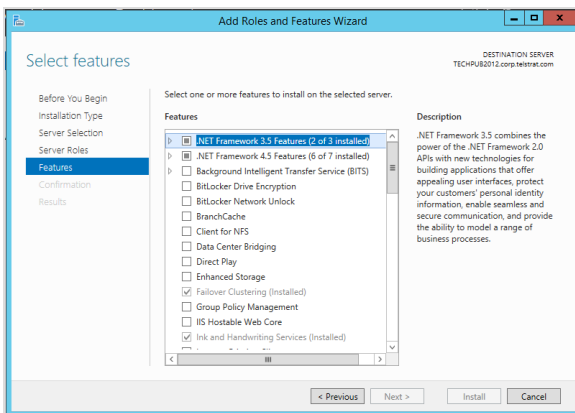 Add Roles and Features Wizard
Select features
DESTINATION SERVER
TECHPUB2012.corp.telstrat.com
Before You Begin
Installation Type
Server Selection
Server Roles
Features
Confirmation
Results
Select one or more features to install on the selected server.
Features
.NET Framework 3.5 Features (2 of 3 installed)
.NET Framework 4.5 Features (6 of 7 installed)
Background Intelligent Transfer Service (BITS)
BitLocker Drive Encryption
BitLocker Network Unlock
BranchCache
Client for NFS
Data Center Bridging
Direct Play
Enhanced Storage
Failover Clustering (Installed)
Group Policy Management
IIS Hostable Web Core
Ink and Handwriting Services (Installed)
Description
.NET Framework 3.5 combines the
power of the .NET Framework 2.0
APIs with new technologies for
building applications that offer
appealing user interfaces, protect
your customers' personal identity
information, enable seamless and
secure communication, and provide
the ability to model a range of
business processes.
< Previous
Next >
Install
Cancel